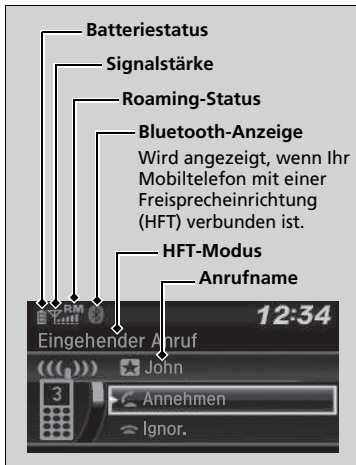 Batteriestatus
Signalstärke
Roaming-Status
Bluetooth-Anzeige
Wird angezeigt, wenn Ihr
Mobiltelefon mit einer
Freisprecheinrichtung
(HFT) verbunden ist.
HFT-Modus
Anrufname
RM
12:34
Eingehender Anruf
John
3
Annehmen
Ignor.